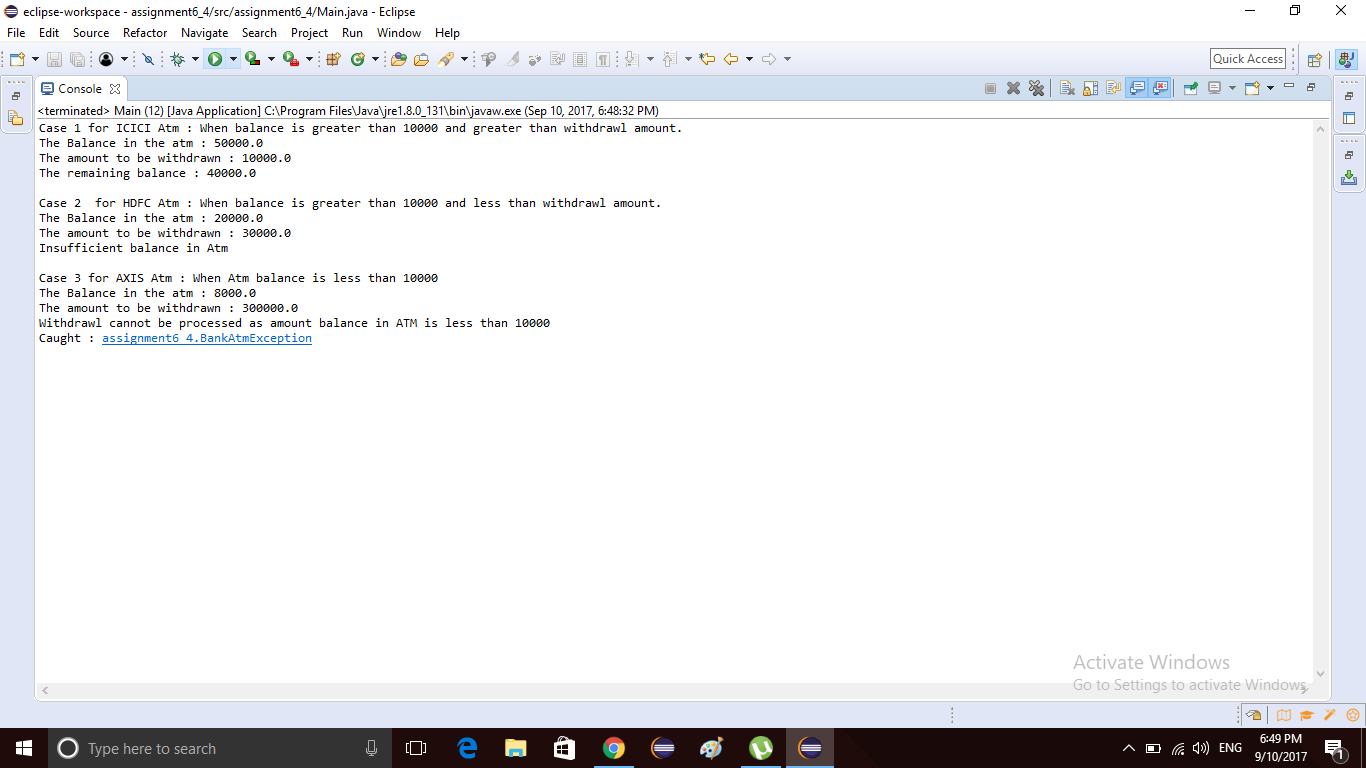 eclipse-workspace - assignment6_4/src/assignment6_4/Main.java - Eclipse
File Edit Source Refactor Navigate Search Project Run Window Help
Quick Access
Console
<terminated> Main (12) [Java Application] C:\Program Files\Java\jre1.8.0_131\bin\javaw.exe (Sep 10, 2017, 6:48:32 PM)
Case 1 for ICICI Atm : When balance is greater than 10000 and greater than withdrawl amount.
The Balance in the atm : 50000.0
The amount to be withdrawn : 10000.0
The remaining balance : 40000.0
Case 2  for HDFC Atm : When balance is greater than 10000 and less than withdrawl amount.
The Balance in the atm : 20000.0
The amount to be withdrawn : 30000.0
Insufficient balance in Atm
Case 3 for AXIS Atm : When Atm balance is less than 10000
The Balance in the atm : 8000.0
The amount to be withdrawn : 300000.0
Withdrawl cannot be processed as amount balance in ATM is less than 10000
Caught : assignment6_4.BankAtmException
Activate Windows
Go to Settings to activate Windows.
Type here to search
ENG
6:49 PM
9/10/2017
1